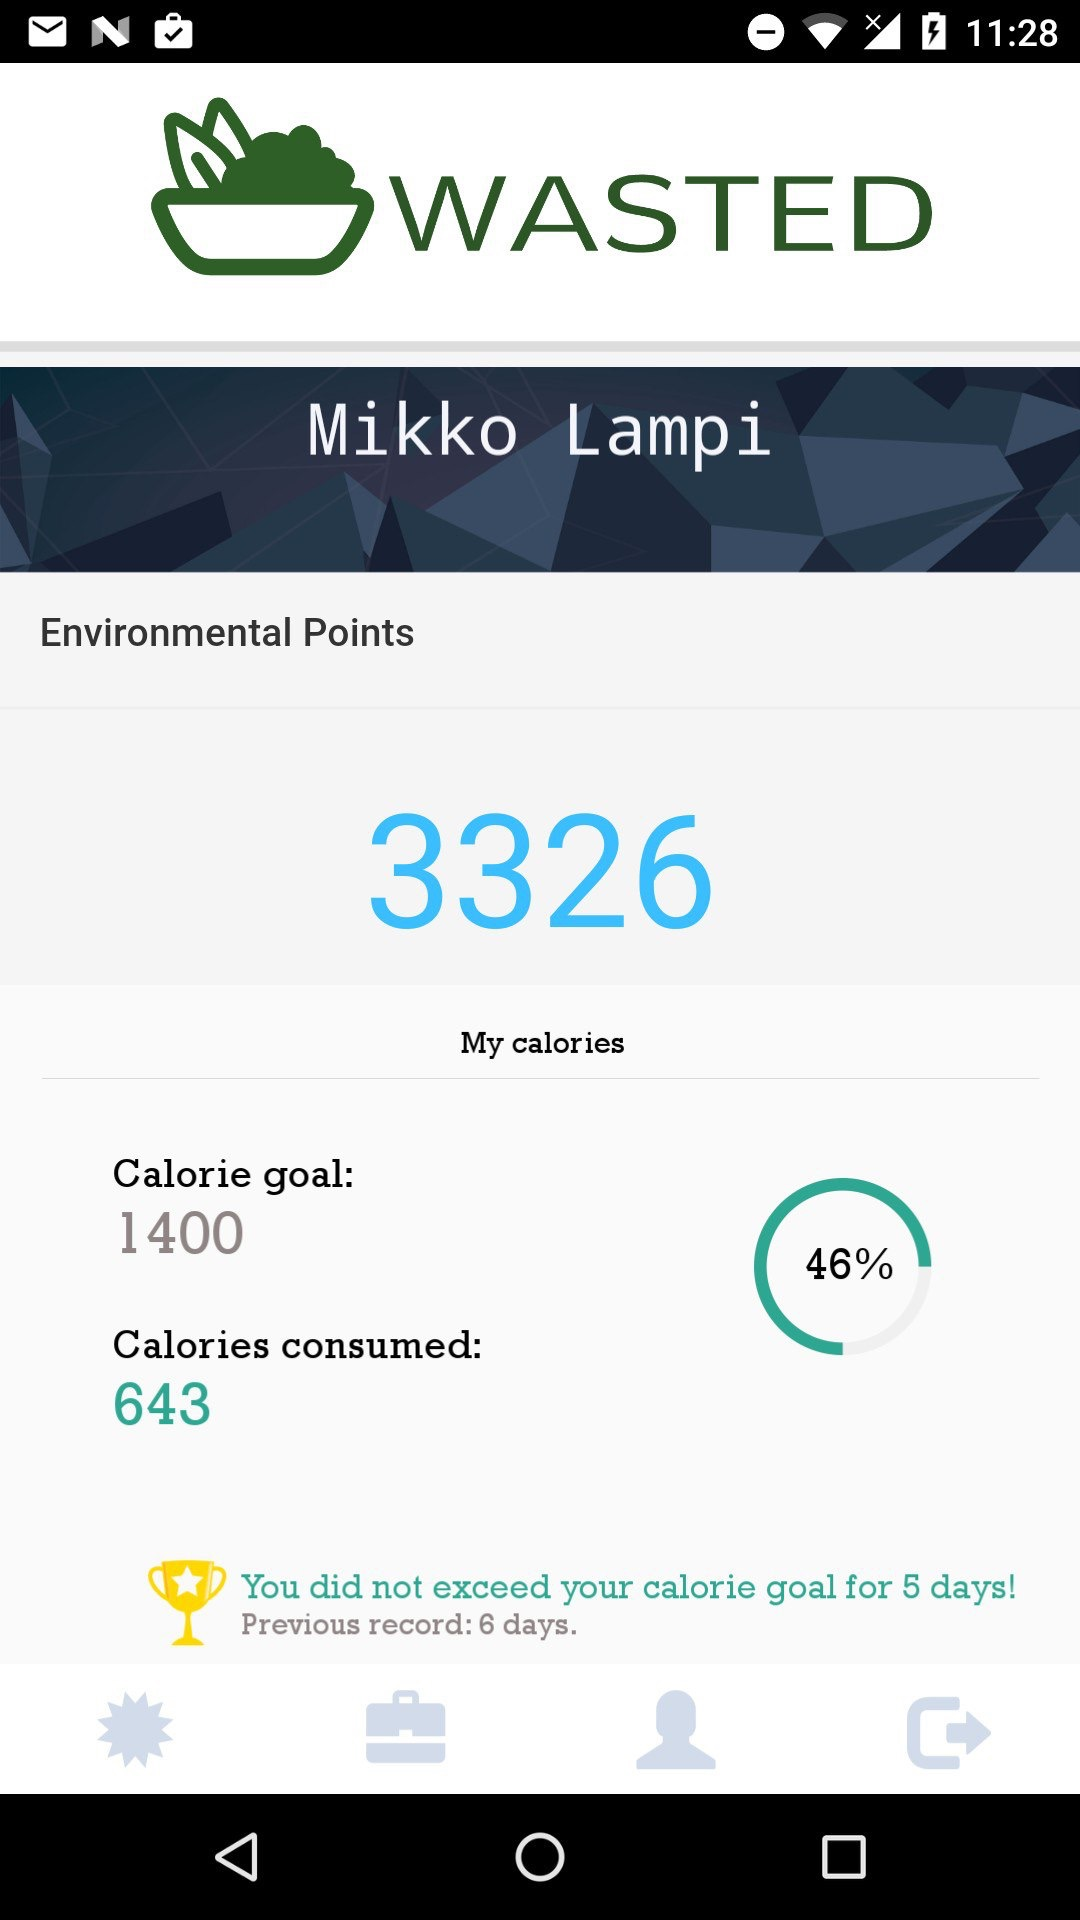 11:28
WASTED
Mikko Lampi
Environmental Points
3326
My calories
Calorie goal:
1400
46%
Calories consumed:
643
You did not exceed your calorie goal for 5 days!
Previous record: 6 days.